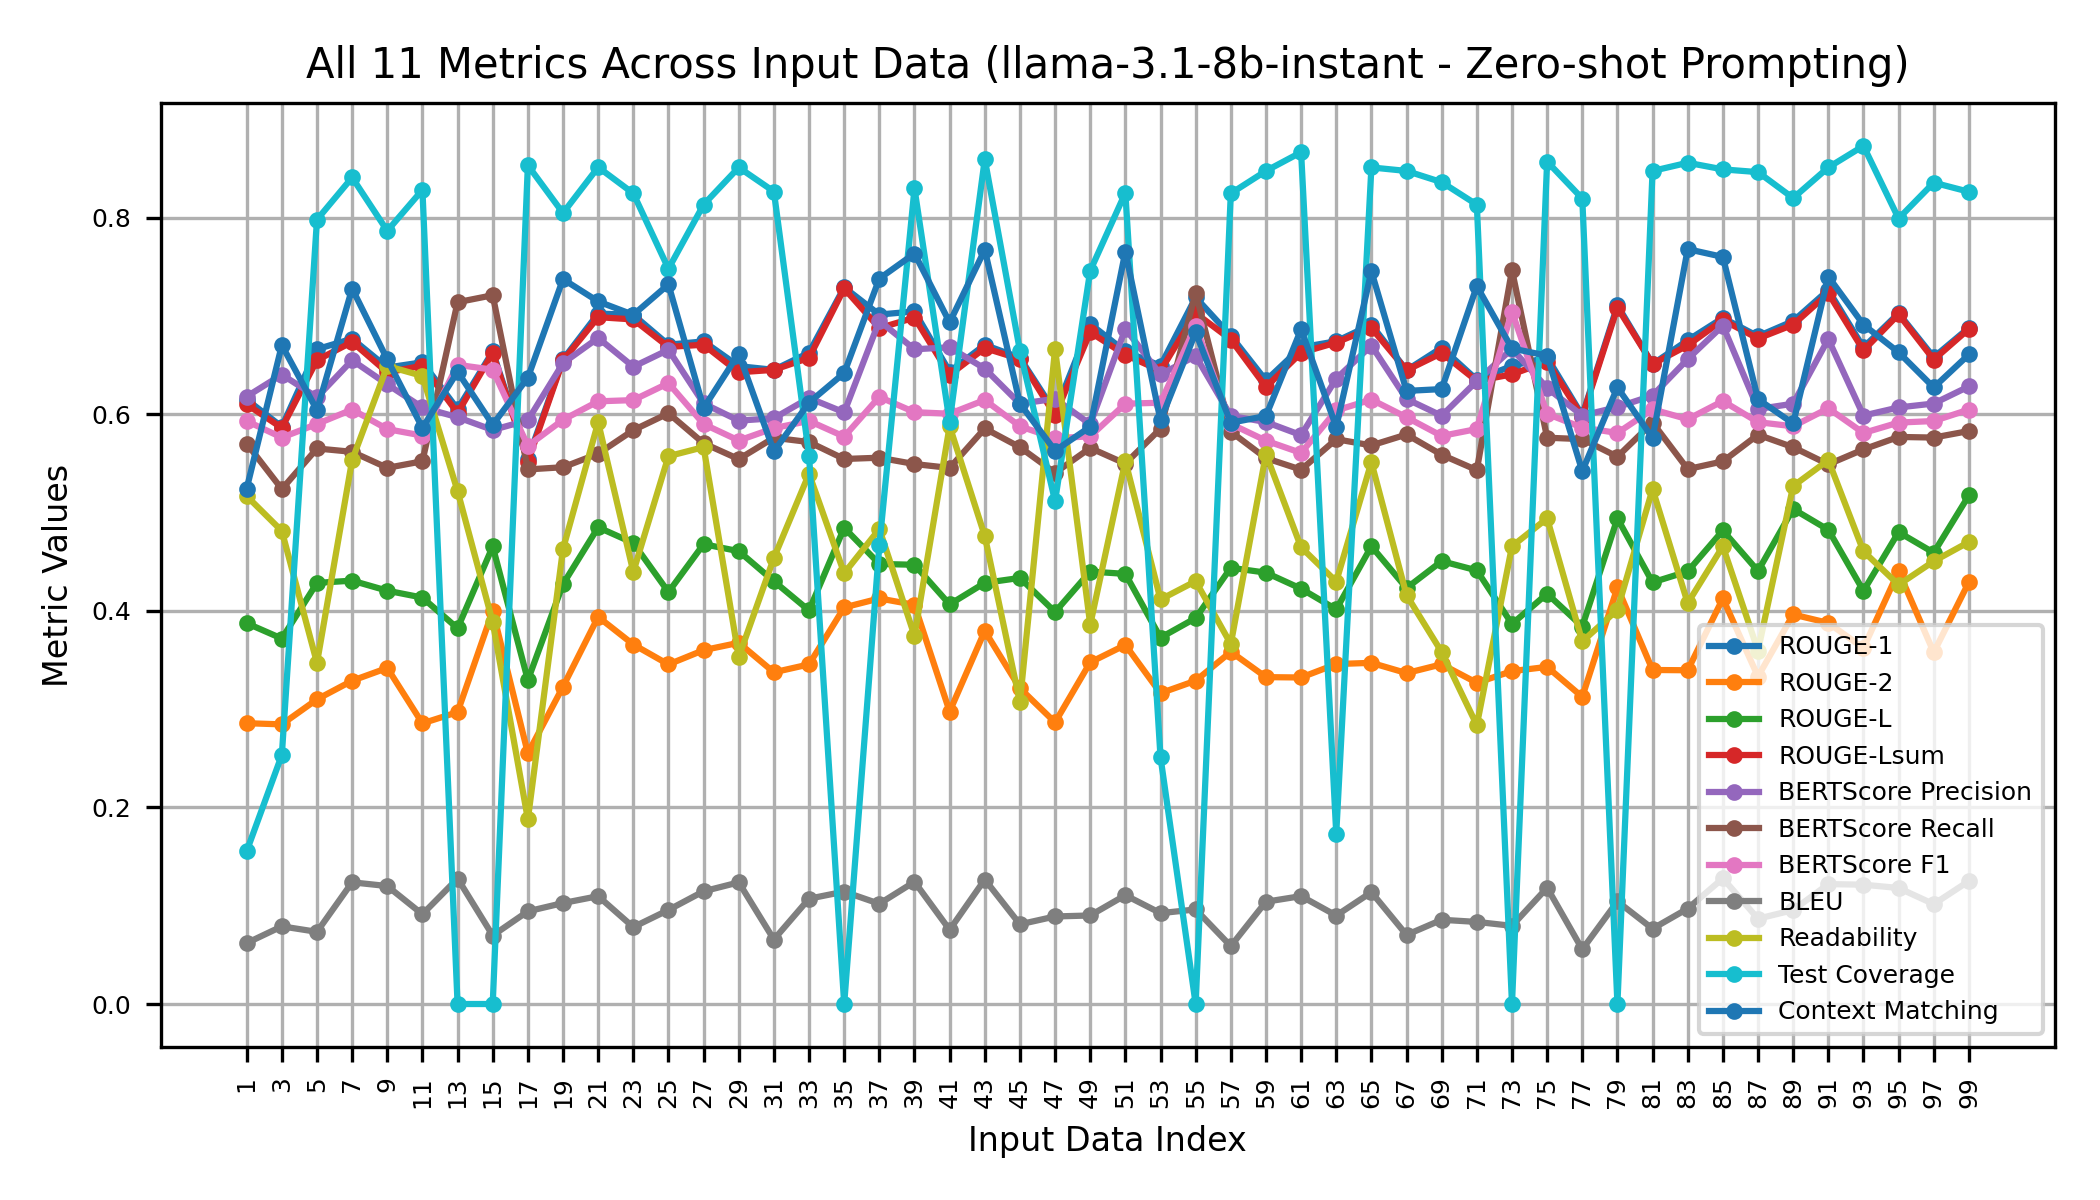 All 11 Metrics Across Input Data (llama-3.1-8b-instant - Zero-shot Prompting)
Metric Values
0.8
0.6
0.4
0.2
0.0
ROUGE-1
ROUGE-2
ROUGE-L
ROUGE-Lsum
BERTScore Precision
BERTScore Recall
BERTScore F1
BLEU
Readability
Test Coverage
Context Matching
1 3 5 7 9 11 13 15 17 19 21 23 25 27 29 31 33 35 37 39 41 43 45 47 49 51 53 55 57 59 61 63 65 67 69 71 73 75 77 79 81 83 85 87 89 91 93 95 97 99
Input Data Index